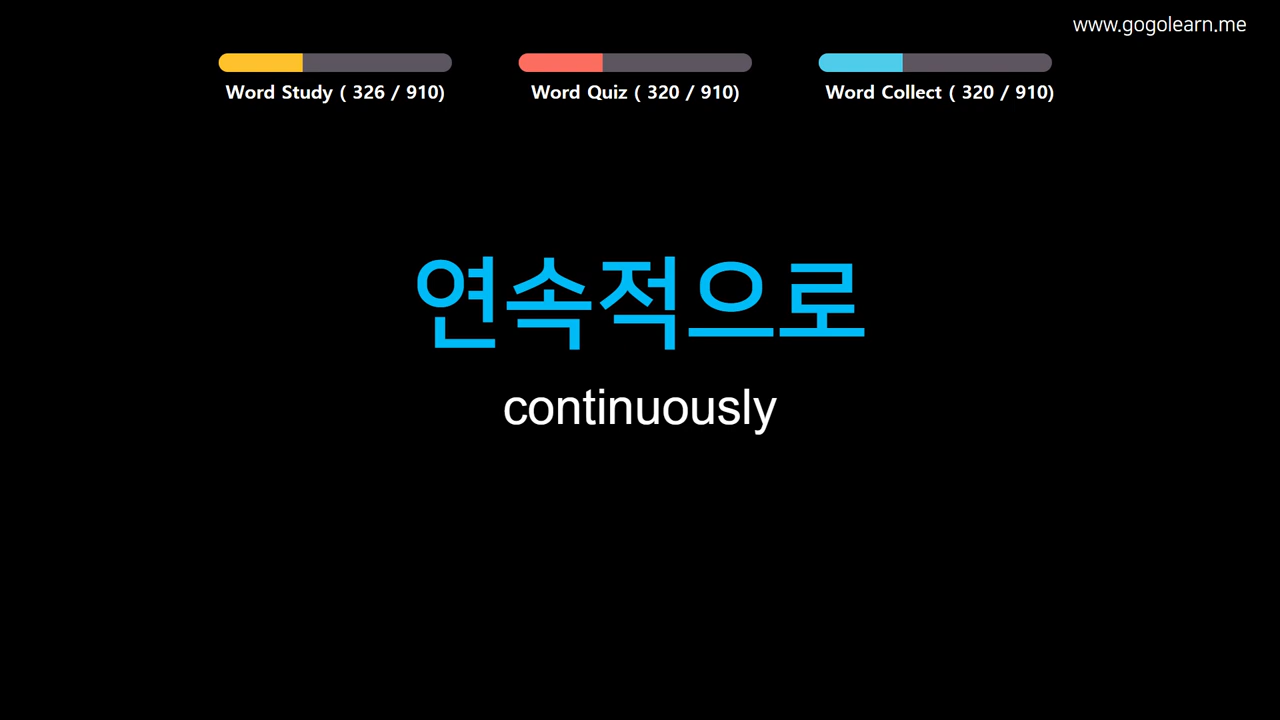 www.gogolearn.me
Word Study ( 326 / 910)
Word Quiz ( 320 / 910)
Word Collect ( 320 / 910)
연속적으로
continuously